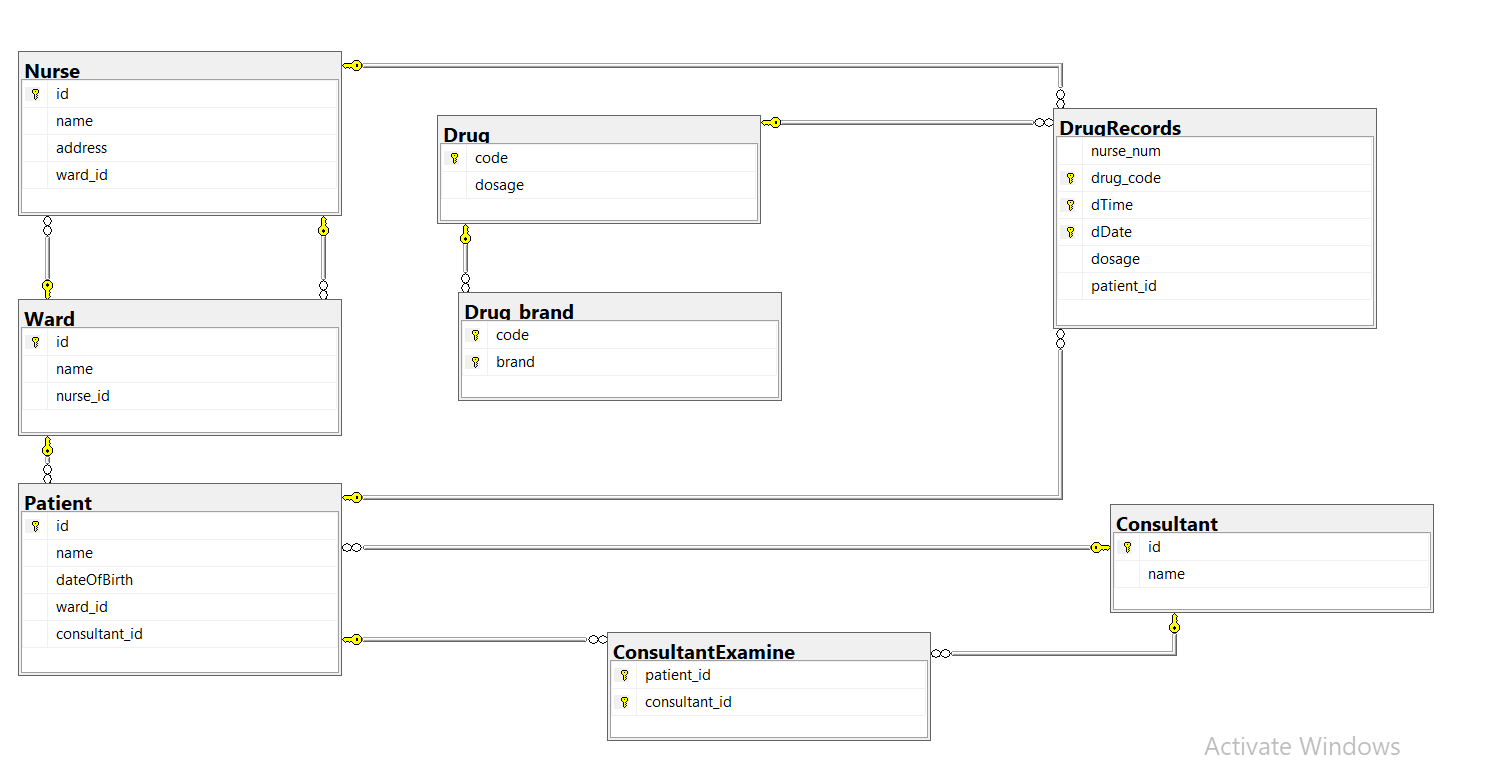 Nurse
id
name
address
ward_id
Drug
code
dosage
DrugRecords
nurse_num
drug_code
dTime
dDate
dosage
patient_id
Drug_brand
code
brand
Ward
id
name
nurse_id
Patient
id
name
dateOfBirth
ward_id
consultant_id
Consultant
id
name
ConsultantExamine
patient_id
consultant_id
Activate Windows